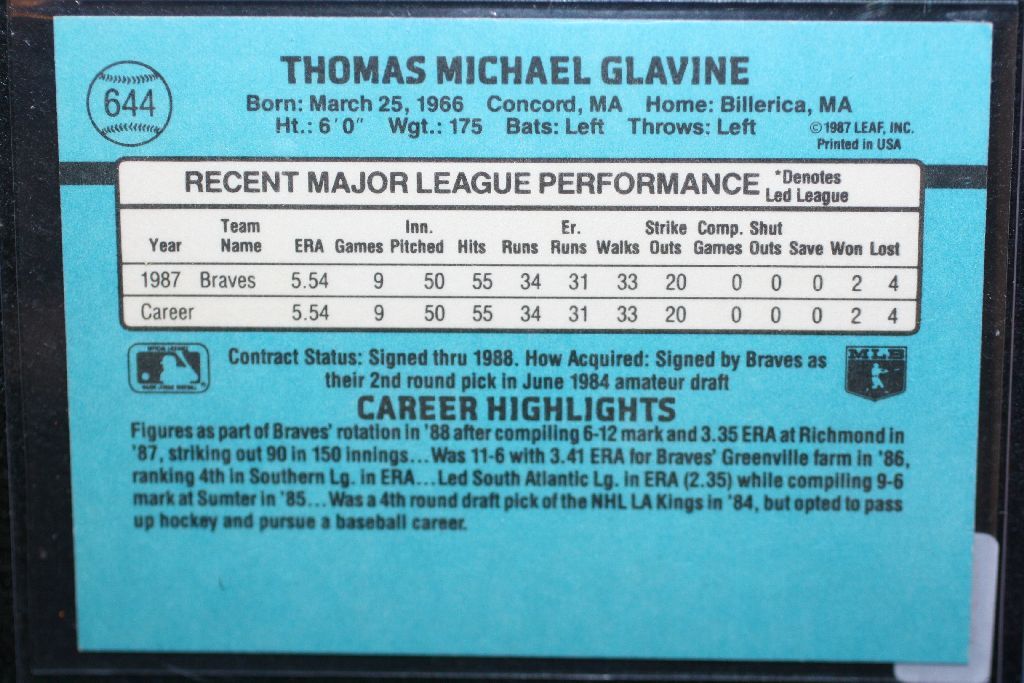 644
THOMAS MICHAEL GLAVINE
Born: March 25, 1966 Concord, MA Home: Billerica, MA
Ht.: 6'0" Wgt.: 175 Bats: Left Throws: Left
©1987 LEAF, INC.
Printed in USA
RECENT MAJOR LEAGUE PERFORMANCE *Denotes
Led League
Team Inn. Er. Strike Comp. Shut
Year Name ERA Games Pitched Hits Runs Runs Walks Outs Games Outs Save Won Lost
1987 Braves 5.54 9 50 55 34 31 33 20 0 0 0 2 4
Career 5.54 9 50 55 34 31 33 20 0 0 0 2 4
Contract Status: Signed thru 1988. How Acquired: Signed by Braves as
their 2nd round pick in June 1984 amateur draft
MLB
CAREER HIGHLIGHTS
Figures as part of Braves' rotation in '88 after compiling 6-12 mark and 3.35 ERA at Richmond in
'87, striking out 90 in 150 innings...Was 11-6 with 3.41 ERA for Braves' Greenville farm in '86,
ranking 4th in Southern Lg. in ERA...Led South Atlantic Lg. in ERA (2.35) while compiling 9-6
mark at Sumter in '85...Was a 4th round draft pick of the NHL LA Kings in '84, but opted to pass
up hockey and pursue a baseball career.